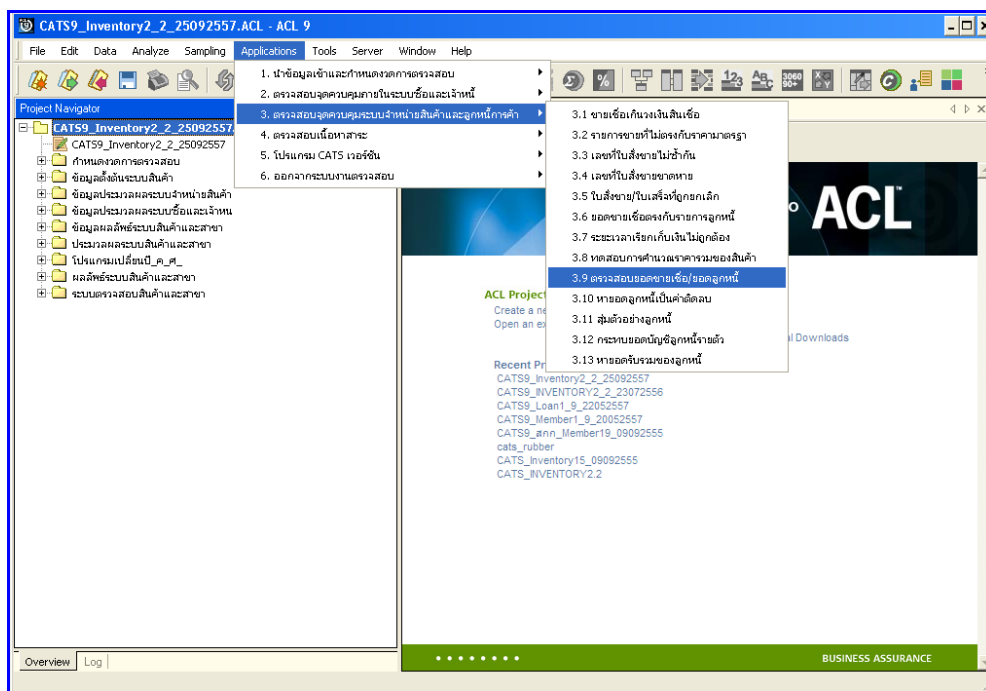 CATS9_Inventory2_2_25092557.ACL - ACL 9
File Edit Data Analyze Sampling Applications Tools Server Window Help
Project Navigator
CATS9_Inventory2_2_25092557.
CATS9_Inventory2_2_25092557
กำหนดงวดการตรวจสอบ
ข้อมูลตั้งต้นระบบสินค้า
ข้อมูลประมวลผลระบบจำหน่ายสินค้า
ข้อมูลประมวลผลระบบซื้อและเจ้าหน
ข้อมูลผลลัพธ์ระบบสินค้าและสาขา
ประมวลผลระบบสินค้าและสาขา
โปรแกรมเปลี่ยนปี_ค_ศ_
ผลลัพธ์ระบบสินค้าและสาขา
ระบบตรวจสอบสินค้าและสาขา
1. นำข้อมูลเข้าและกำหนดงวดการตรวจสอบ
2. ตรวจสอบจุดควบคุมภายในระบบซื้อและเจ้าหนี้
3. ตรวจสอบจุดควบคุมระบบจำหน่ายสินค้าและลูกหนี้การค้า
4. ตรวจสอบเนื้อหาสาระ
5. โปรแกรม CATS เวอร์ชัน
6. ออกจากระบบงานตรวจสอบ
3.1 ขายเชื่อเกินวงเงินสินเชื่อ
3.2 รายการขายที่ไม่ตรงกับราคามาตรฐา
3.3 เลขที่ใบสั่งขายไม่ซ้ำกัน
3.4 เลขที่ใบสั่งขายขาดหาย
3.5 ใบสั่งขาย/ใบเสร็จที่ถูกยกเลิก
3.6 ยอดขายเชื่อตรงกับรายการลูกหนี้
3.7 ระยะเวลาเรียกเก็บเงินไม่ถูกต้อง
3.8 ทดสอบการคำนวณราคารวมของสินค้า
3.9 ตรวจสอบยอดขายเชื่อ/ยอดลูกหนี้
3.10 หายอดลูกหนี้เป็นค่าติดลบ
3.11 สุ่มตัวอย่างลูกหนี้
3.12 กระทบยอดบัญชีลูกหนี้รายตัว
3.13 หายอดรับรวมของลูกหนี้
o ACL™
ACL Project
Create a ne
Open an ex
al Downloads
Recent Pr
CATS9_Inventory2_2_25092557
CATS9_INVENTORY2_2_23072556
CATS9_Loan1_9_22052557
CATS9_Member1_9_20052557
CATS9_สตท_Member19_09092555
cats_rubber
CATS_Inventory15_09092555
CATS_INVENTORY2.2
BUSINESS ASSURANCE
Overview Log